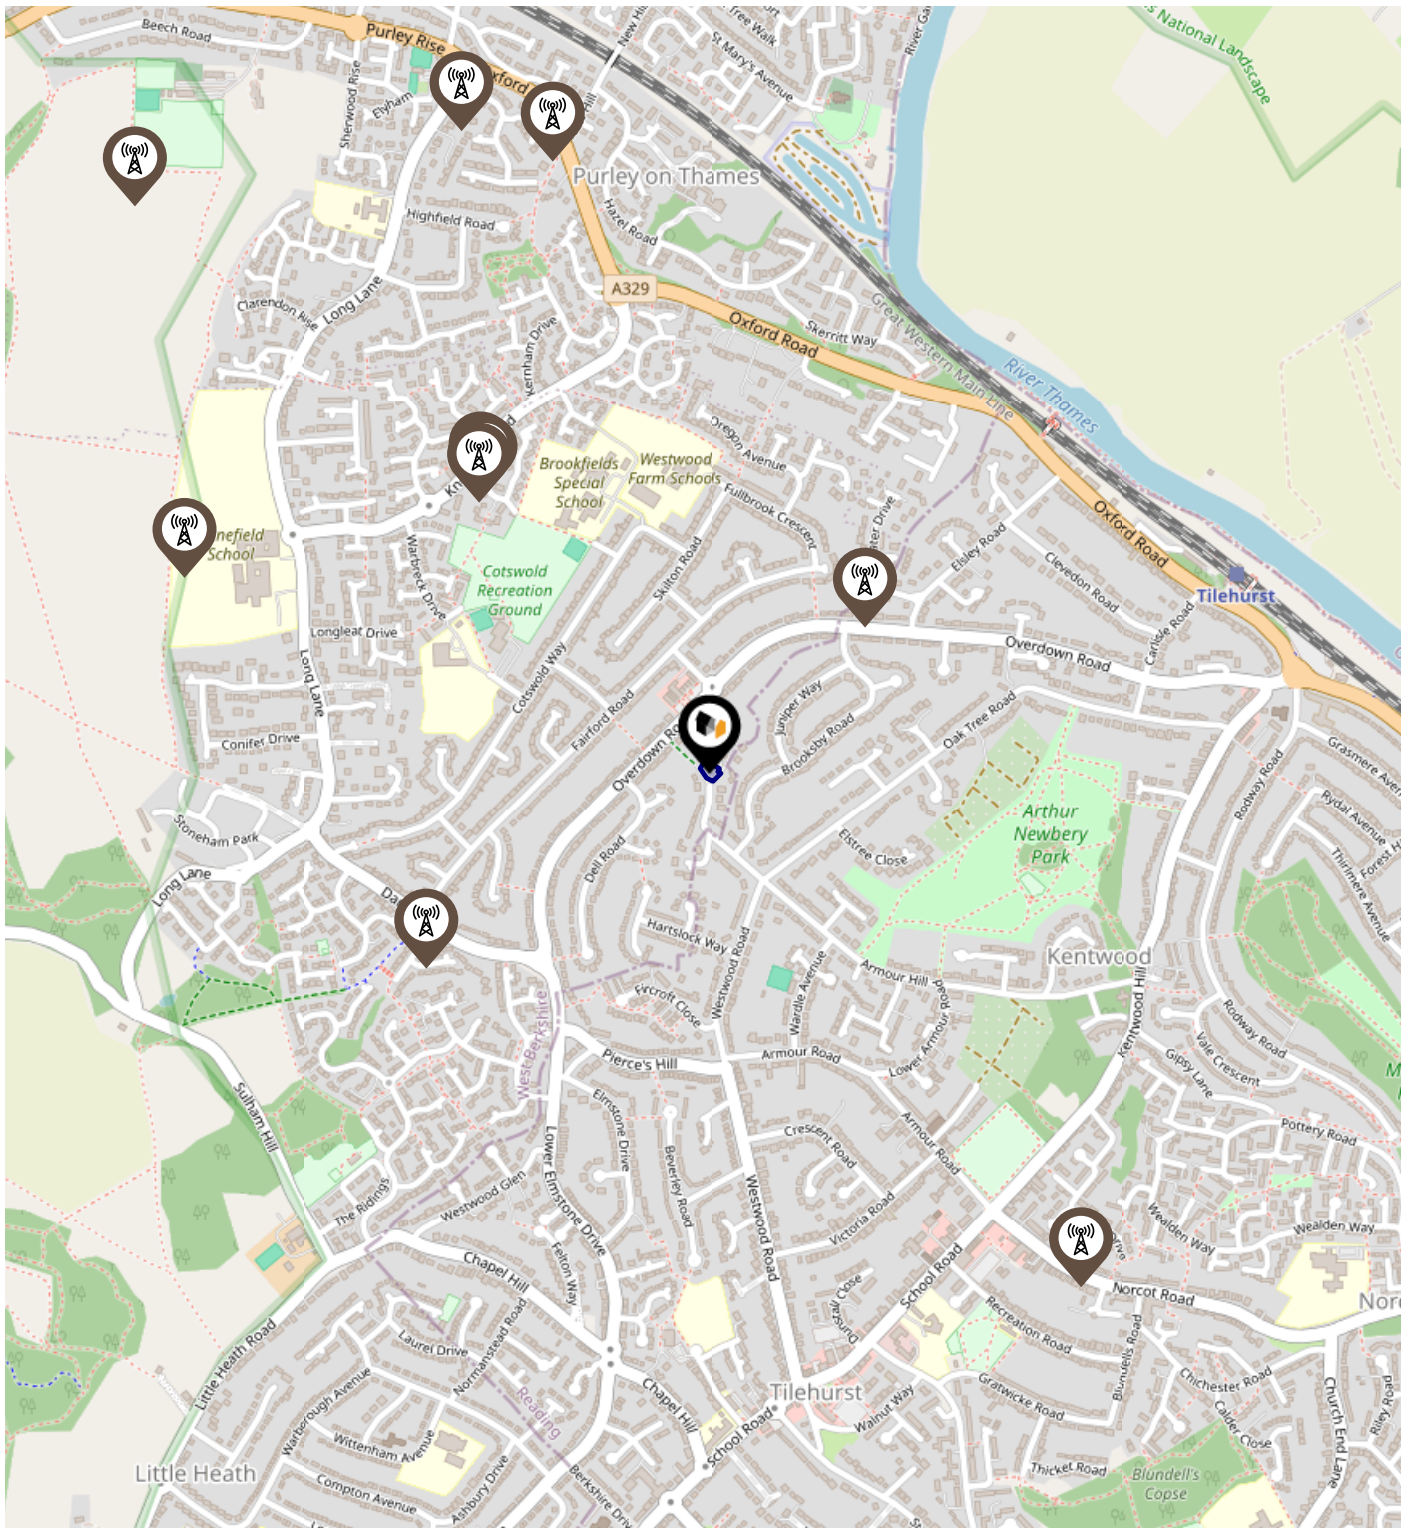 Beech Road
Purley Rise
Oxford
New Hi
Tree Walk
St Mary's Avenue
River
s National Landscape
Sherwood Rise
Elyham
Hill
Purley on Thames
Highfield Road
Hazel Road
Clarendon Rise
Long Lane
A329
Oxford Road
Skerritt Way
Great Western Main Line
River Thames
Kernham Drive
Oregon Avenue
Brookfields
Special
School
Westwood
Farm Schools
Fullbrook Crescent
Oxford Road
Elsley Road
Clevedon Road
Tilehurst
nefield
School
Warbreck Drive
Cotswold
Recreation
Ground
Skilton Road
Carlisle Road
Overdown Road
Longleat Drive
Long Lane
Cotswold Way
Fairford Road
Juniper Way
Brooksby Road
Oak Tree Road
Conifer Drive
Overdown Ro
Grasmere Aven
Rodway Road
Rydal Avenue
Thirlmere Avenue
Forest H
Arthur
Newbery
Park
Stoneham Park
Dell Road
Elstree Close
Long Lane
Da
Hartslock Way
Westwood Road
Kentwood
Armour Hill
Wardle Avenue
Fircroft Close
Lower Armour Road
Kentwood Hill
Rodway Road
Vale Crescent
Gipsy Lane
West Berkshire
Pierce's Hill
Armour Road
Sulham Hill
Elmstone Drive
Crescent Road
Armour Road
Pottery Road
Beverley Road
Lower Elmstone Drive
Westwood Glen
The Ridings
Westwood Road
Victoria Road
Wealden Way
Wealden Way
Chapel Hill
Felton Way
School Road
Norcot Road
Norc
Dunstall Close
Recreation Road
Blundells Road
Little Heath Road
Laurel Drive
Normanstead Road
Chapel Hill
Tilehurst
Walnut Way
Gratwicke Road
Chichester Road
Calder Close
Church End Lane
Riley Road
Reading
Warborough Avenue
Wittenham Avenue
School Road
Thicket Road
Blundell's
Copse
Little Heath
Compton Avenue
Ashbury Drive
Berkshire Driv